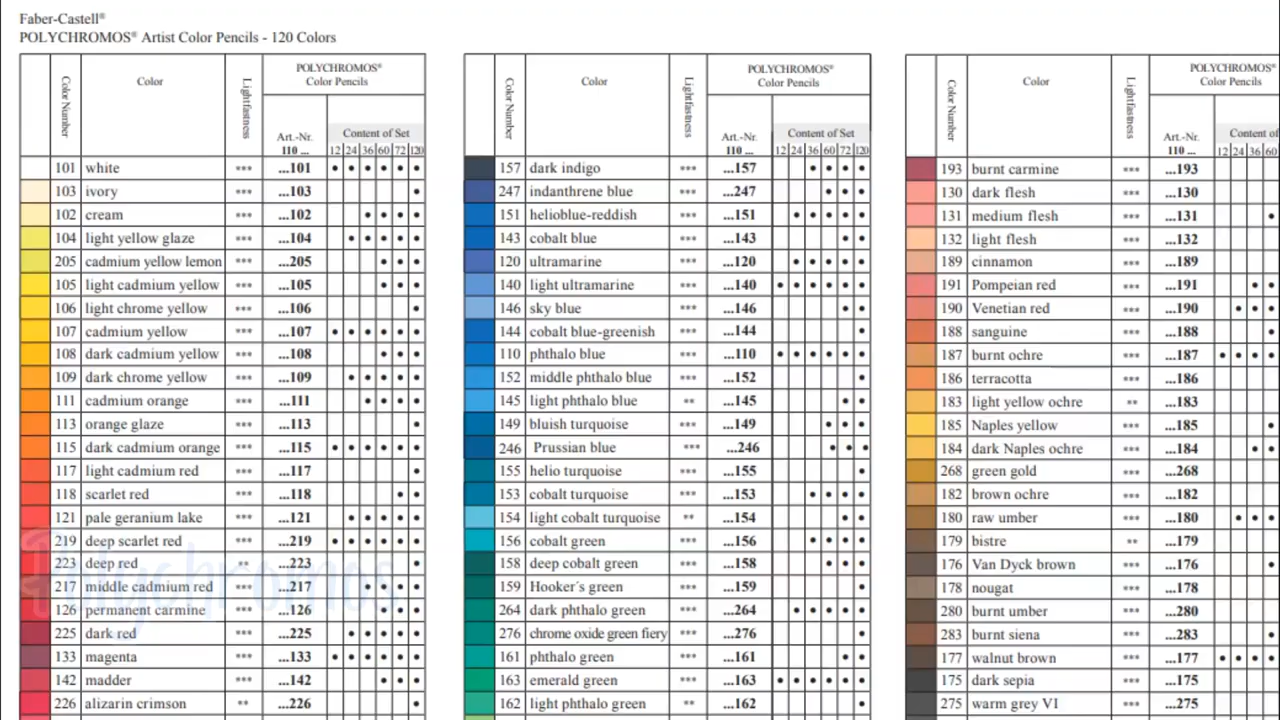 Faber-Castell®
POLYCHROMOS® Artist Color Pencils - 120 Colors
Color Number Color Lightfastness POLYCHROMOS® Color Pencils
Art.-Nr. 110 ... Content of Set
12 24 36 60 72 120
101 white *** ...101 • • • • • •
103 ivory *** ...103 •
102 cream *** ...102 • • • •
104 light yellow glaze *** ...104 • • • • •
205 cadmium yellow lemon *** ...205 • • •
105 light cadmium yellow *** ...105 • • •
106 light chrome yellow *** ...106 •
107 cadmium yellow *** ...107 • • • • • •
108 dark cadmium yellow *** ...108 • • •
109 dark chrome yellow *** ...109 • • • • •
111 cadmium orange *** ...111 • • • •
113 orange glaze *** ...113 •
115 dark cadmium orange *** ...115 • • • • • •
117 light cadmium red *** ...117 •
118 scarlet red *** ...118 • •
121 pale geranium lake *** ...121 • • • • •
219 deep scarlet red *** ...219 • • • • • •
223 deep red ** ...223 •
217 middle cadmium red *** ...217 • • • •
126 permanent carmine *** ...126 • • •
225 dark red *** ...225 • • • • •
133 magenta *** ...133 • • • • • •
142 madder *** ...142 • • •
226 alizarin crimson ** ...226 •
Polychromos
Color Number Color Lightfastness POLYCHROMOS® Color Pencils
Art.-Nr. 110 ... Content of Set
12 24 36 60 72 120
157 dark indigo *** ...157 • • • •
247 indanthrene blue *** ...247 • • •
151 helioblue-reddish *** ...151 • • • • •
143 cobalt blue *** ...143 • •
120 ultramarine *** ...120 • • • • •
140 light ultramarine *** ...140 • • • • • •
146 sky blue *** ...146 • •
144 cobalt blue-greenish *** ...144 •
110 phthalo blue *** ...110 • • • • • •
152 middle phthalo blue *** ...152 •
145 light phthalo blue ** ...145 • •
149 bluish turquoise *** ...149 • • •
246 Prussian blue *** ...246 • • •
155 helio turquoise *** ...155 •
153 cobalt turquoise *** ...153 • • • •
154 light cobalt turquoise ** ...154 • •
156 cobalt green *** ...156 • • • •
158 deep cobalt green *** ...158 • • •
159 Hooker´s green *** ...159 •
264 dark phthalo green *** ...264 • • • • •
276 chrome oxide green fiery *** ...276 •
161 phthalo green *** ...161 • •
163 emerald green *** ...163 • • • • • •
162 light phthalo green ** ...162 •
Color Number Color Lightfastness POLYCHROMOS® Color Pencils
Art.-Nr. 110 ... Content of
12 24 36 60
193 burnt carmine *** ...193
130 dark flesh *** ...130
131 medium flesh *** ...131 •
132 light flesh *** ...132
189 cinnamon *** ...189
191 Pompeian red *** ...191 • •
190 Venetian red *** ...190 • • •
188 sanguine *** ...188 •
187 burnt ochre *** ...187 • • • •
186 terracotta *** ...186
183 light yellow ochre ** ...183
185 Naples yellow *** ...185 •
184 dark Naples ochre *** ...184 • •
268 green gold *** ...268
182 brown ochre *** ...182
180 raw umber *** ...180 • • •
179 bistre ** ...179
176 Van Dyck brown *** ...176 •
178 nougat *** ...178
280 burnt umber *** ...280
283 burnt siena *** ...283 •
177 walnut brown *** ...177 • • • •
175 dark sepia *** ...175
275 warm grey VI *** ...275